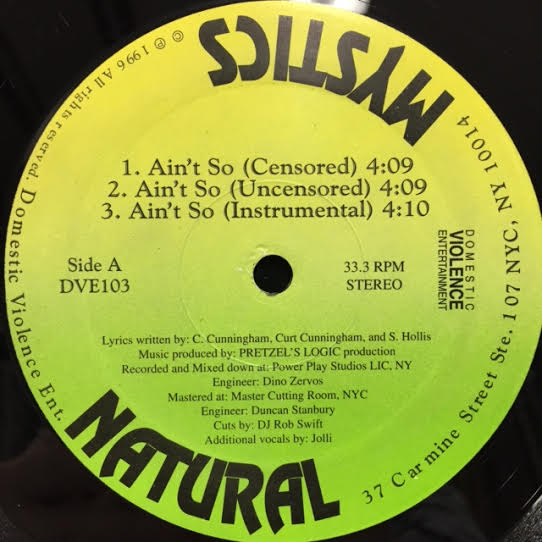 NATURAL
MYSTICS
1. Ain't So (Censored) 4:09
2. Ain't So (Uncensored) 4:09
3. Ain't So (Instrumental) 4:10
Side A
DVE103
33.3 RPM
STEREO
DOMESTIC
VIOLENCE
ENTERTAINMENT
Lyrics written by: C. Cunningham, Curt Cunningham, and S. Hollis
Music produced by: PRETZEL'S LOGIC production
Recorded and Mixed down at: Power Play Studios LIC, NY
Engineer: Dino Zervos
Mastered at: Master Cutting Room, NYC
Engineer: Duncan Stanbury
Cuts by: DJ Rob Swift
Additional vocals by: Jolli
© ℗ 1996 All rights reserved. Domestic Violence Ent.
37 Carmine Street Ste. 107 NYC, NY 10014